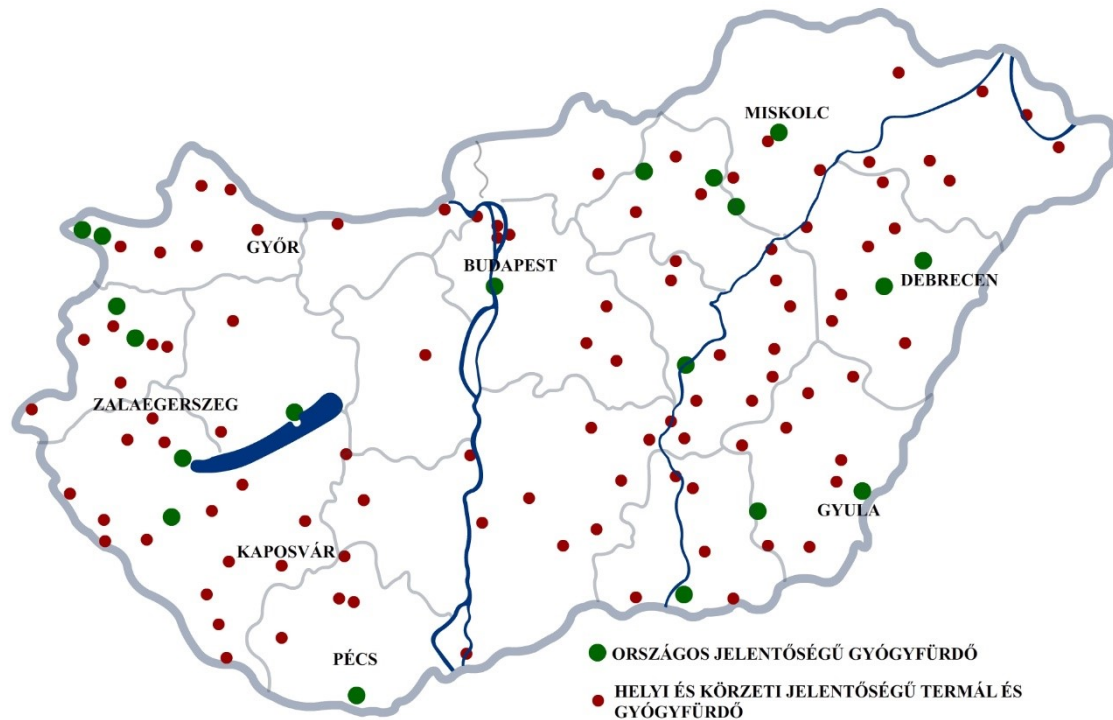 MISKOLC
GYŐR
BUDAPEST
DEBRECEN
ZALAEGERSZEG
GYULA
KAPOSVÁR
PÉCS
ORSZÁGOS JELENTŐSÉGŰ GYÓGYFÜRDŐ
HELYI ÉS KÖRZETI JELENTŐSÉGŰ TERMÁL ÉS
GYÓGYFÜRDŐ